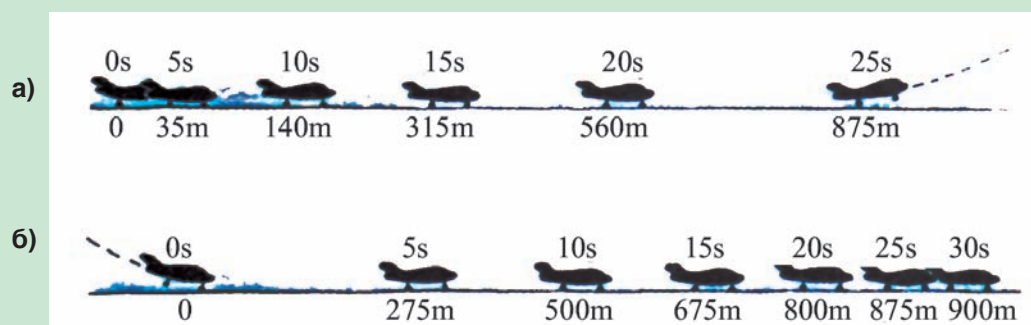 0s 5s 10s 15s 20s 25s
а)
0 35m 140m 315m 560m 875m
б)
0s 5s 10s 15s 20s 25s 30s
0 275m 500m 675m 800m 875m 900m